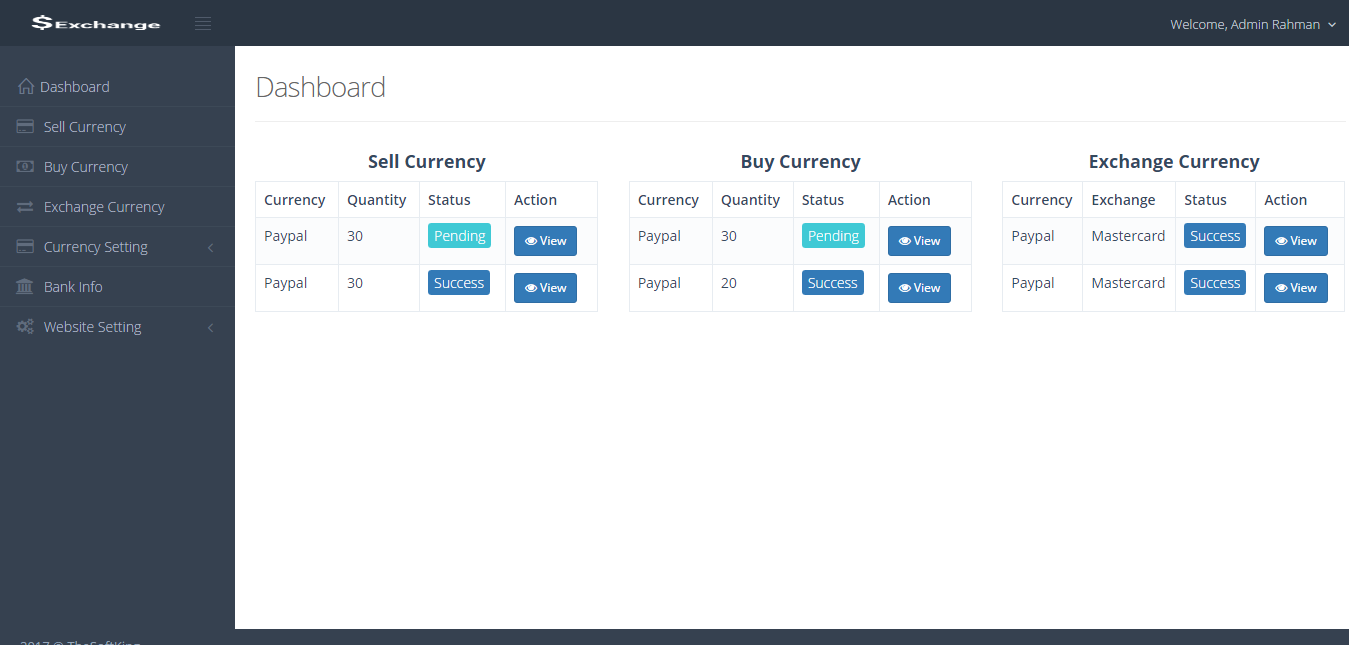 $Exchange
Welcome, Admin Rahman
Dashboard
Sell Currency
Buy Currency
Exchange Currency
Currency Setting
Bank Info
Website Setting
Dashboard
Sell Currency
Currency Quantity Status Action
Paypal 30 Pending View
Paypal 30 Success View
Buy Currency
Currency Quantity Status Action
Paypal 30 Pending View
Paypal 20 Success View
Exchange Currency
Currency Exchange Status Action
Paypal Mastercard Success View
Paypal Mastercard Success View
2017 © TheSoftKing